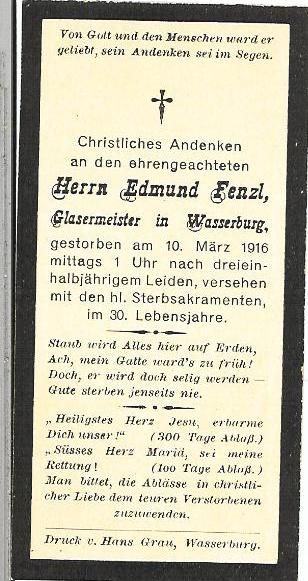 Von Gott und den Menschen ward er
geliebt, sein Andenken sei im Segen.
Christliches Andenken
an den ehrengeachteten
Herrn Edmund Fenzl,
Glasermeister in Wasserburg,
gestorben am 10. März 1916
mittags 1 Uhr nach dreiein-
halbjährigem Leiden, versehen
mit den hl. Sterbsakramenten,
im 30. Lebensjahre.
Staub wird Alles hier auf Erden,
Ach, mein Gatte ward's zu früh!
Doch, er wird doch selig werden —
Gute sterben jenseits nie.
„Heiligstes Herz Jesu, erbarme
Dich unser!" (300 Tage Ablaß.)
„Süsses Herz Mariä, sei meine
Rettung! (100 Tage Ablaß.)
Man bittet, die Ablässe in christli-
cher Liebe dem teuren Verstorbenen
zuzuwenden.
Druck v. Hans Grau, Wasserburg.